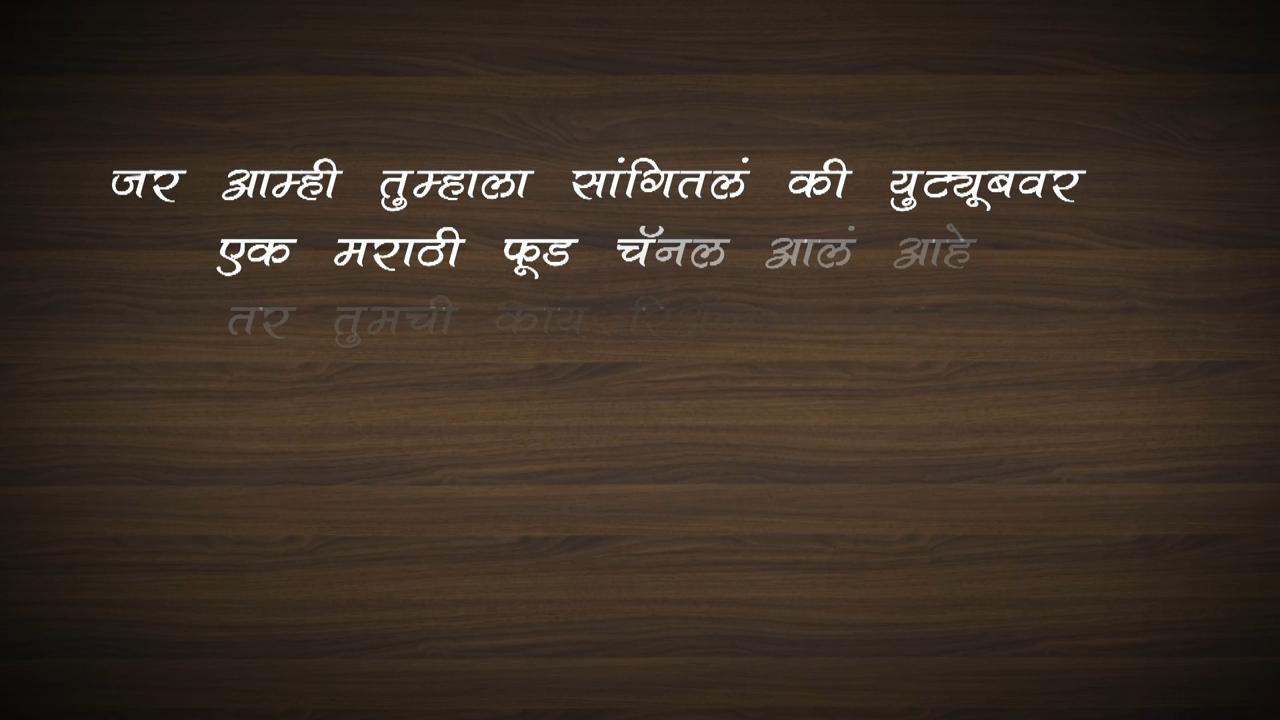 जर आम्ही तुम्हाला सांगितलं की युट्यूबवर
एक मराठी फूड चॅनल आलं आहे
तर तुमची काय